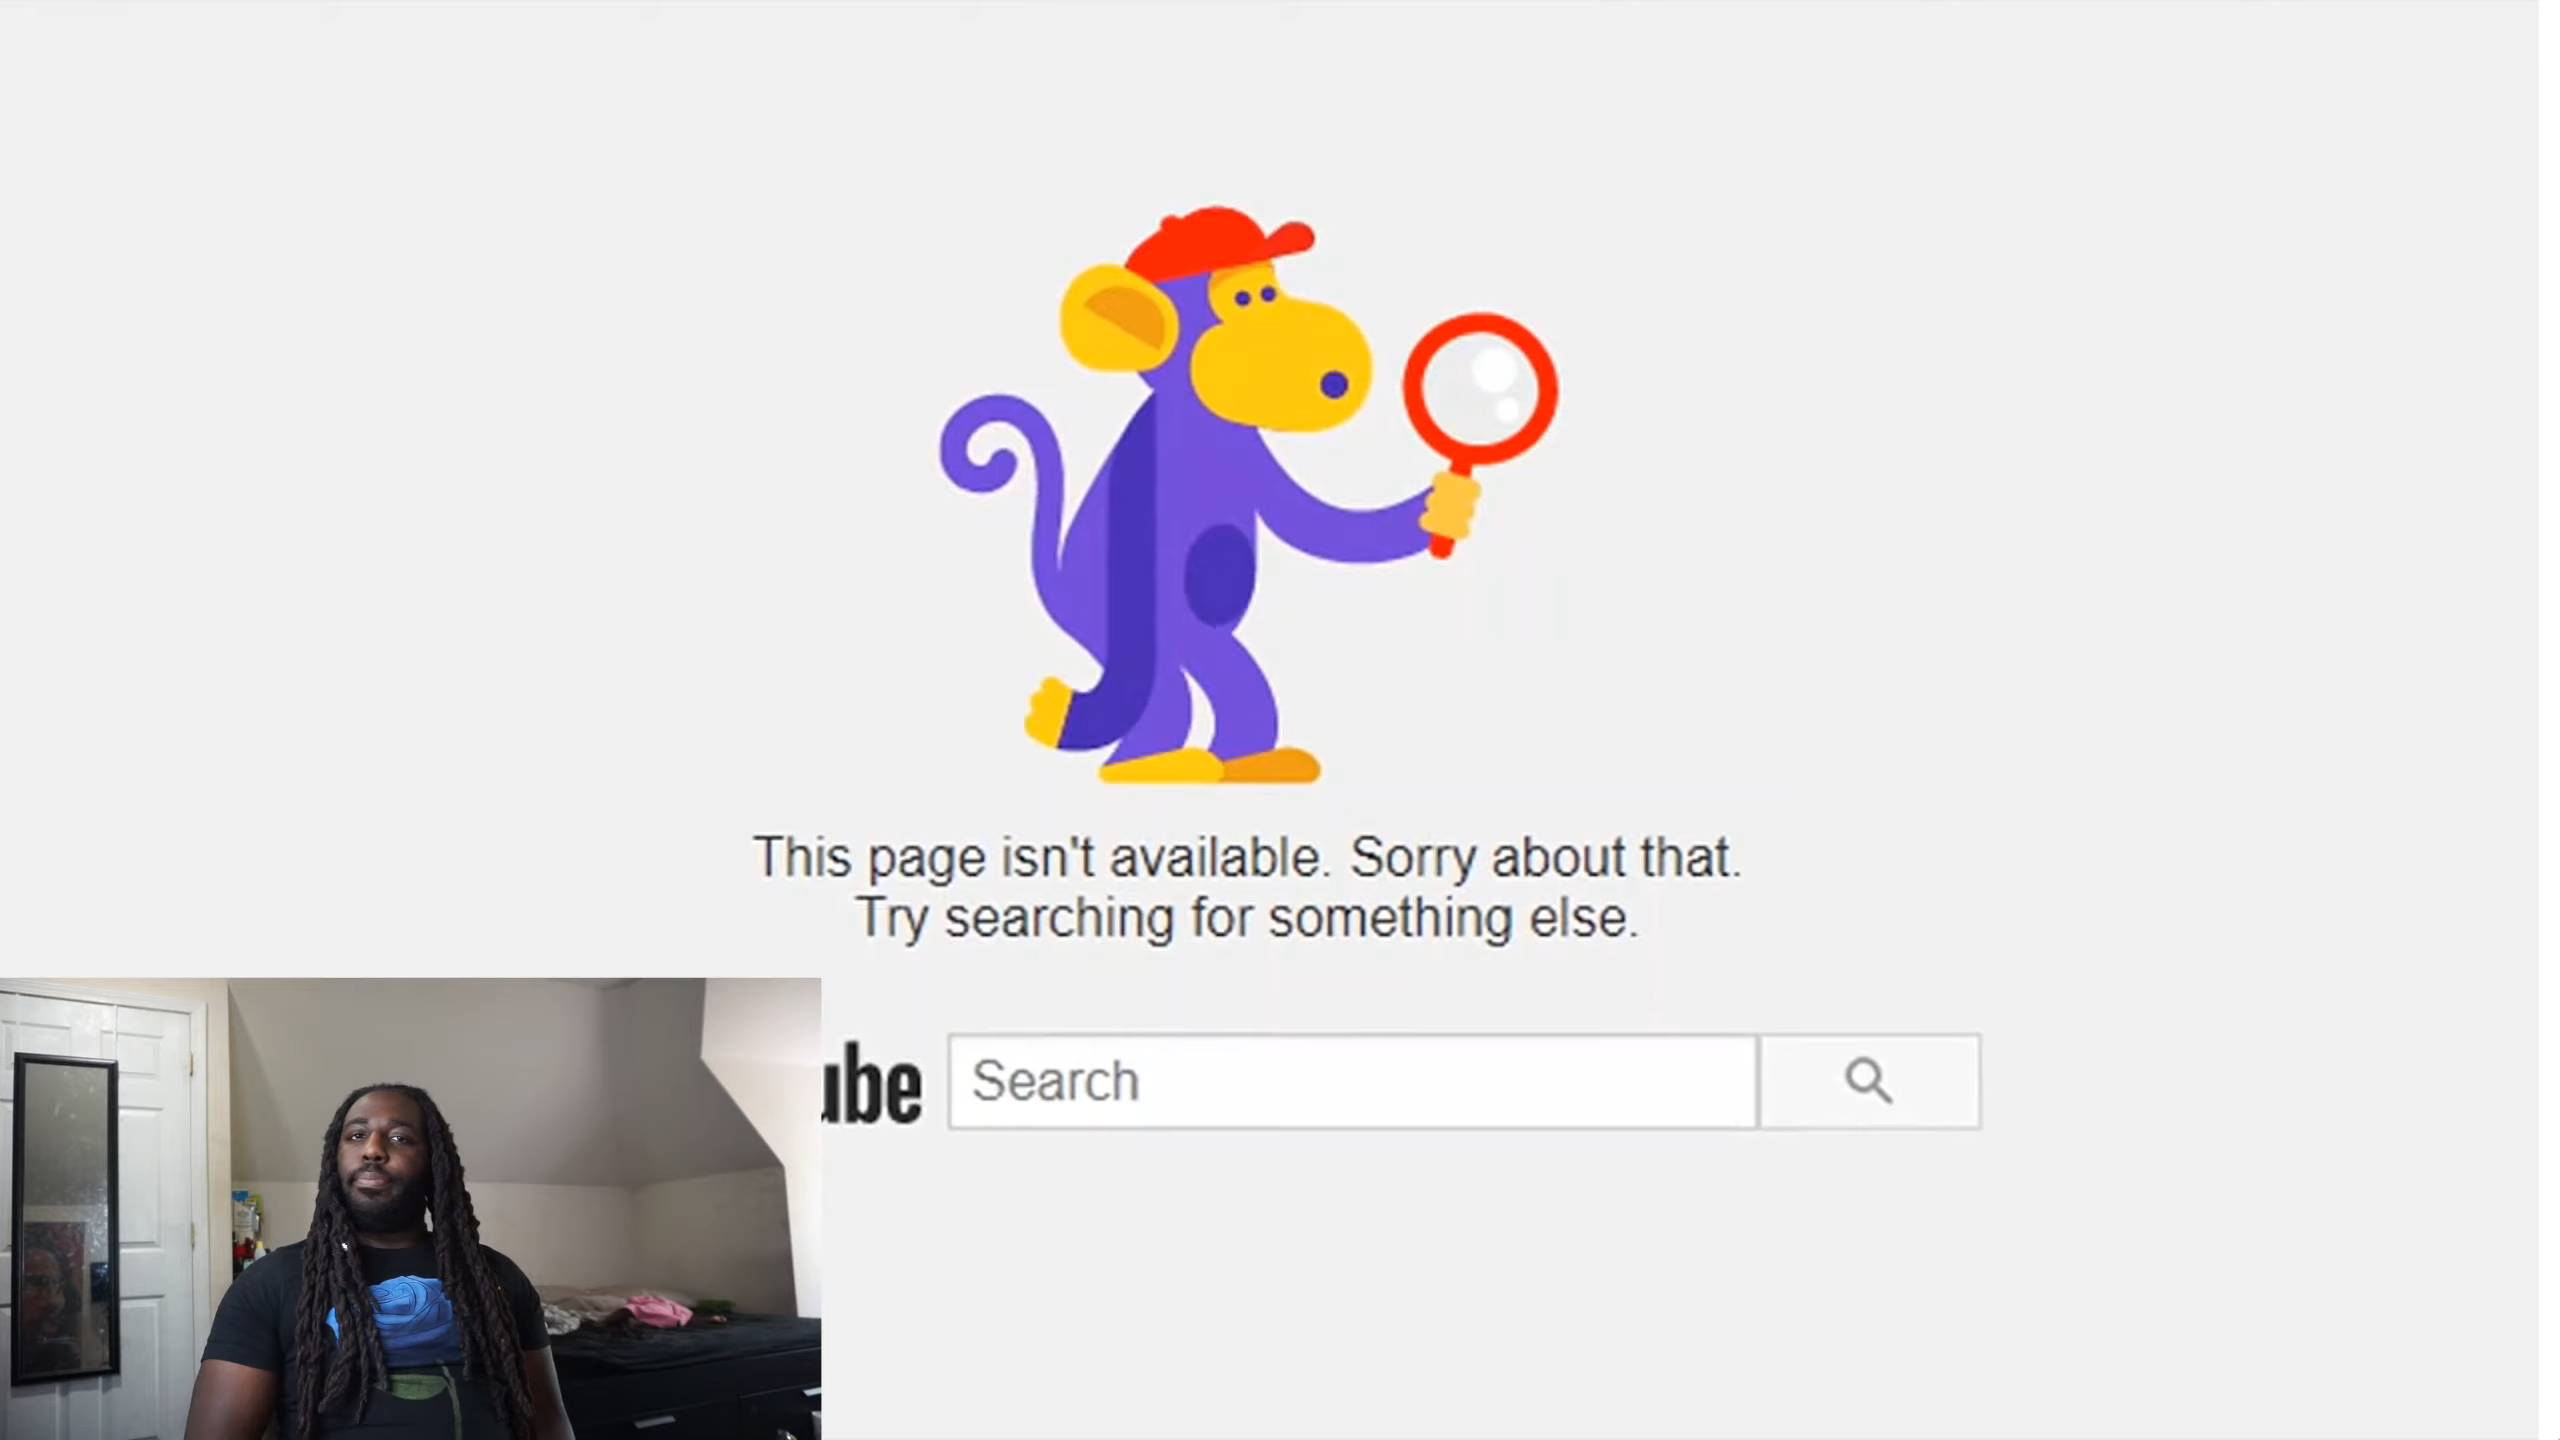 This page isn't available. Sorry about that.
Try searching for something else.
ube Search